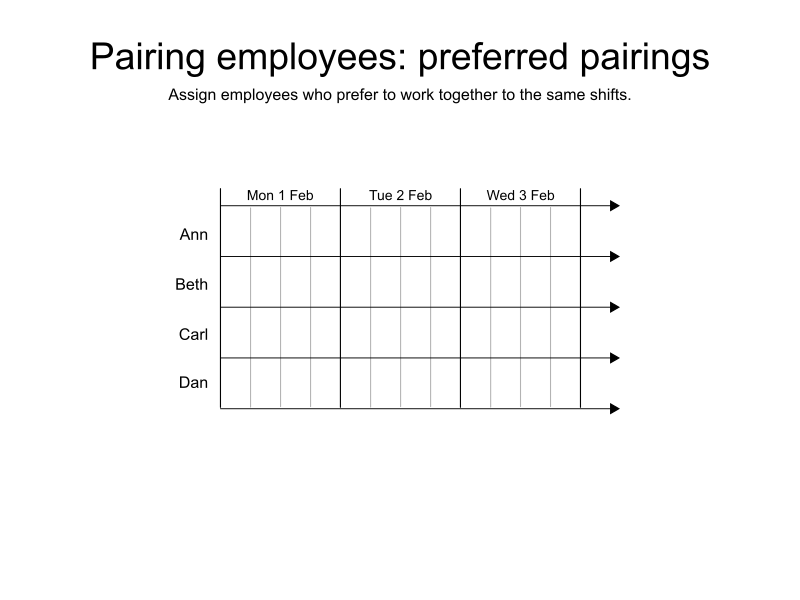 Pairing employees: preferred pairings
Assign employees who prefer to work together to the same shifts.
Mon 1 Feb Tue 2 Feb Wed 3 Feb
Ann
Beth
Carl
Dan